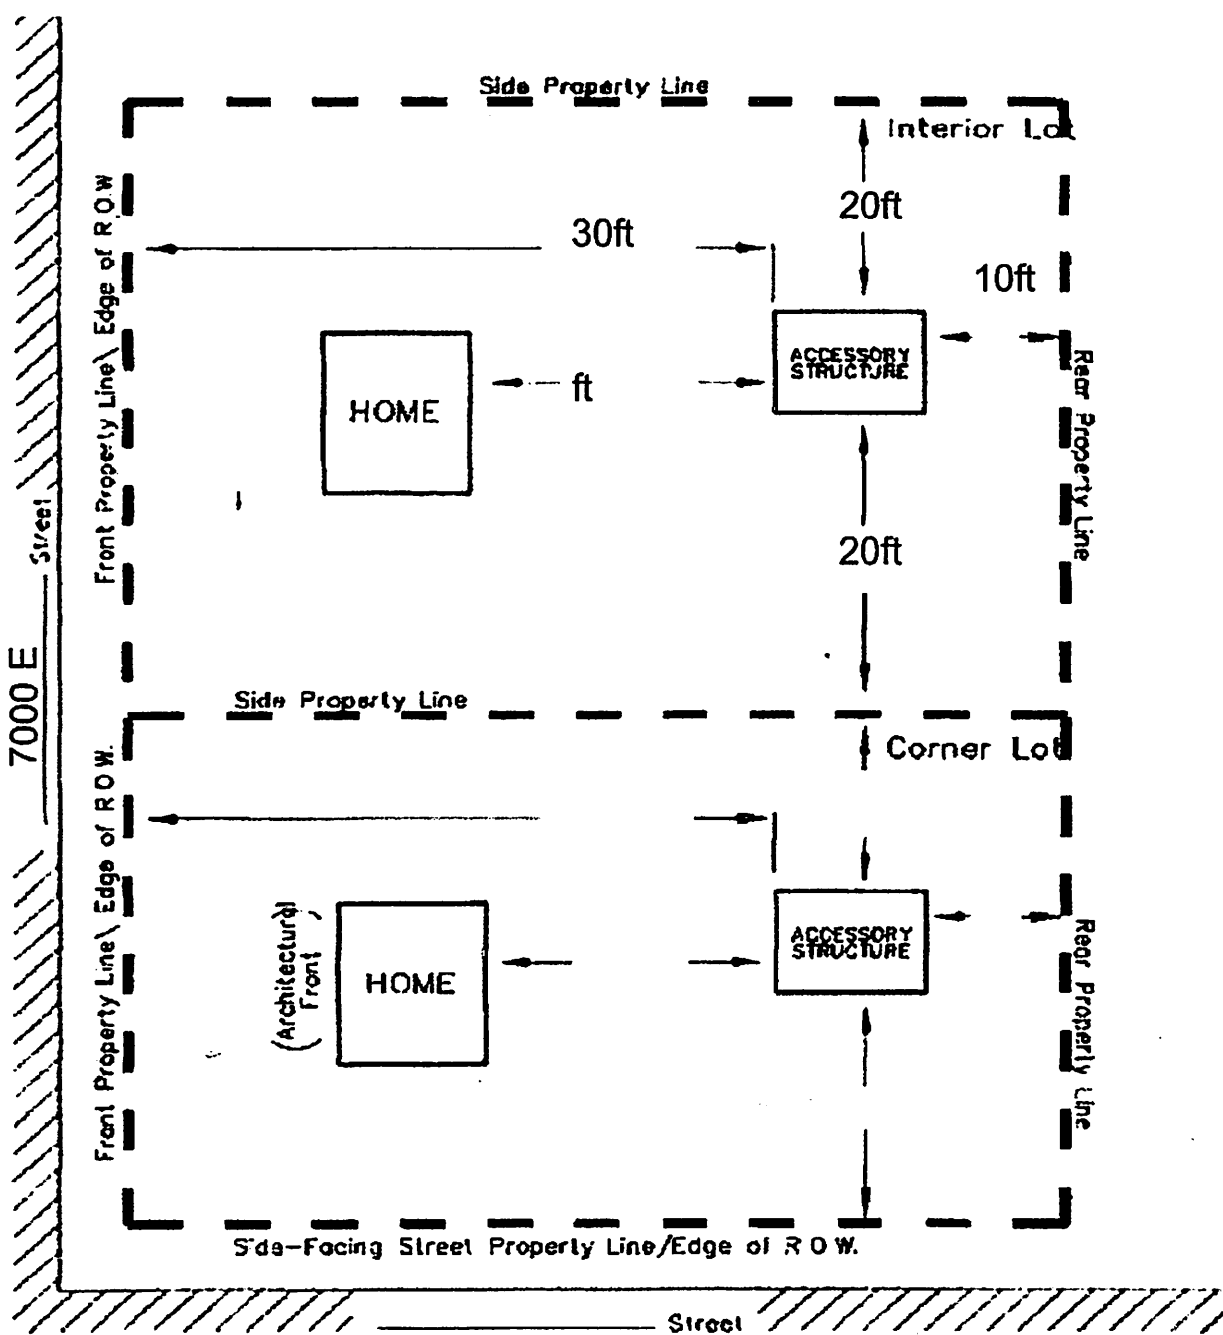 Side Property Line
Interior Lot
20ft
30ft
10ft
Front Property Line\ Edge of R.O.W
ACCESSORY
STRUCTURE
HOME
ft
Rear Property Line
Street
20ft
7000 E
Side Property Line
Corner Lot
Front Property Line\ Edge of R O W.
(Architectural
Front)
HOME
ACCESSORY
STRUCTURE
Rear Property Line
Side-Facing Street Property Line/Edge of R O W.
Street